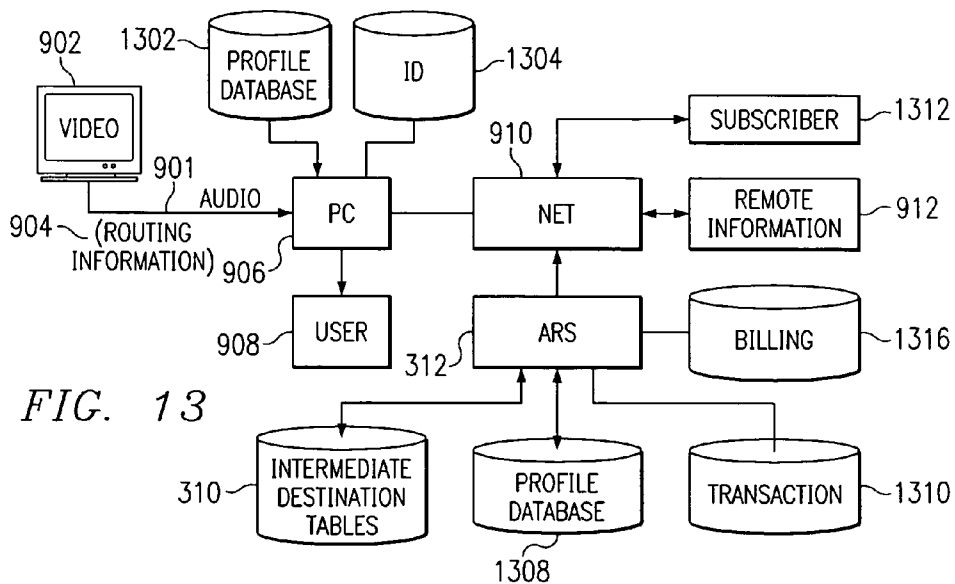 902
VIDEO
1302
PROFILE
DATABASE
ID
1304
910
SUBSCRIBER
1312
901
AUDIO
904
(ROUTING
INFORMATION)
PC
906
NET
REMOTE
INFORMATION
912
USER
908
ARS
312
BILLING
1316
FIG. 13
INTERMEDIATE
DESTINATION
TABLES
310
PROFILE
DATABASE
1308
TRANSACTION
1310